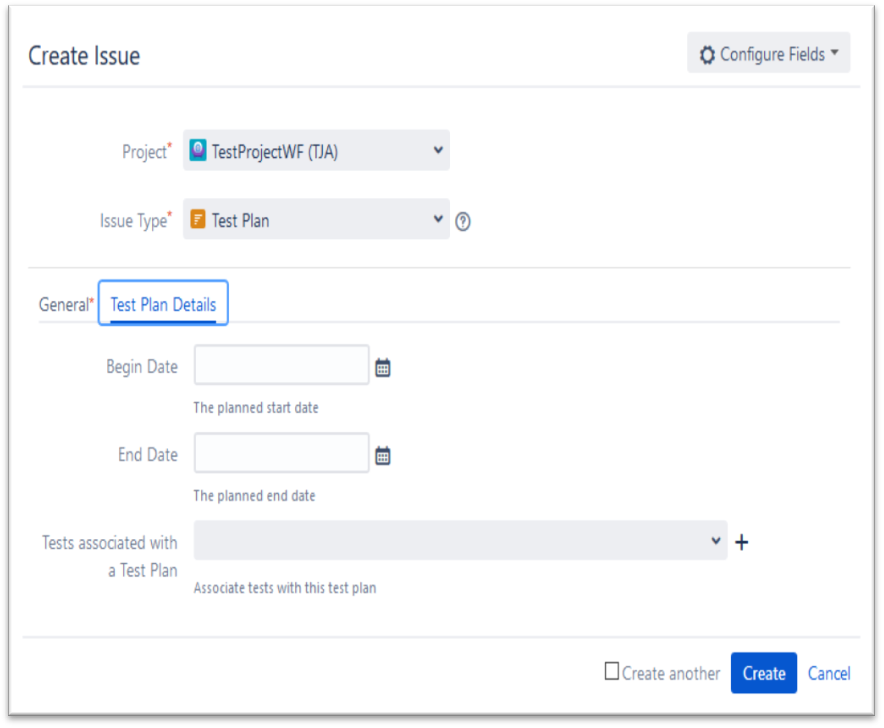 Create Issue
Configure Fields
Project*
TestProjectWF (TJA)
Issue Type*
Test Plan
?
General*
Test Plan Details
Begin Date
The planned start date
End Date
The planned end date
Tests associated with
a Test Plan
+
Associate tests with this test plan
Create another
Create
Cancel